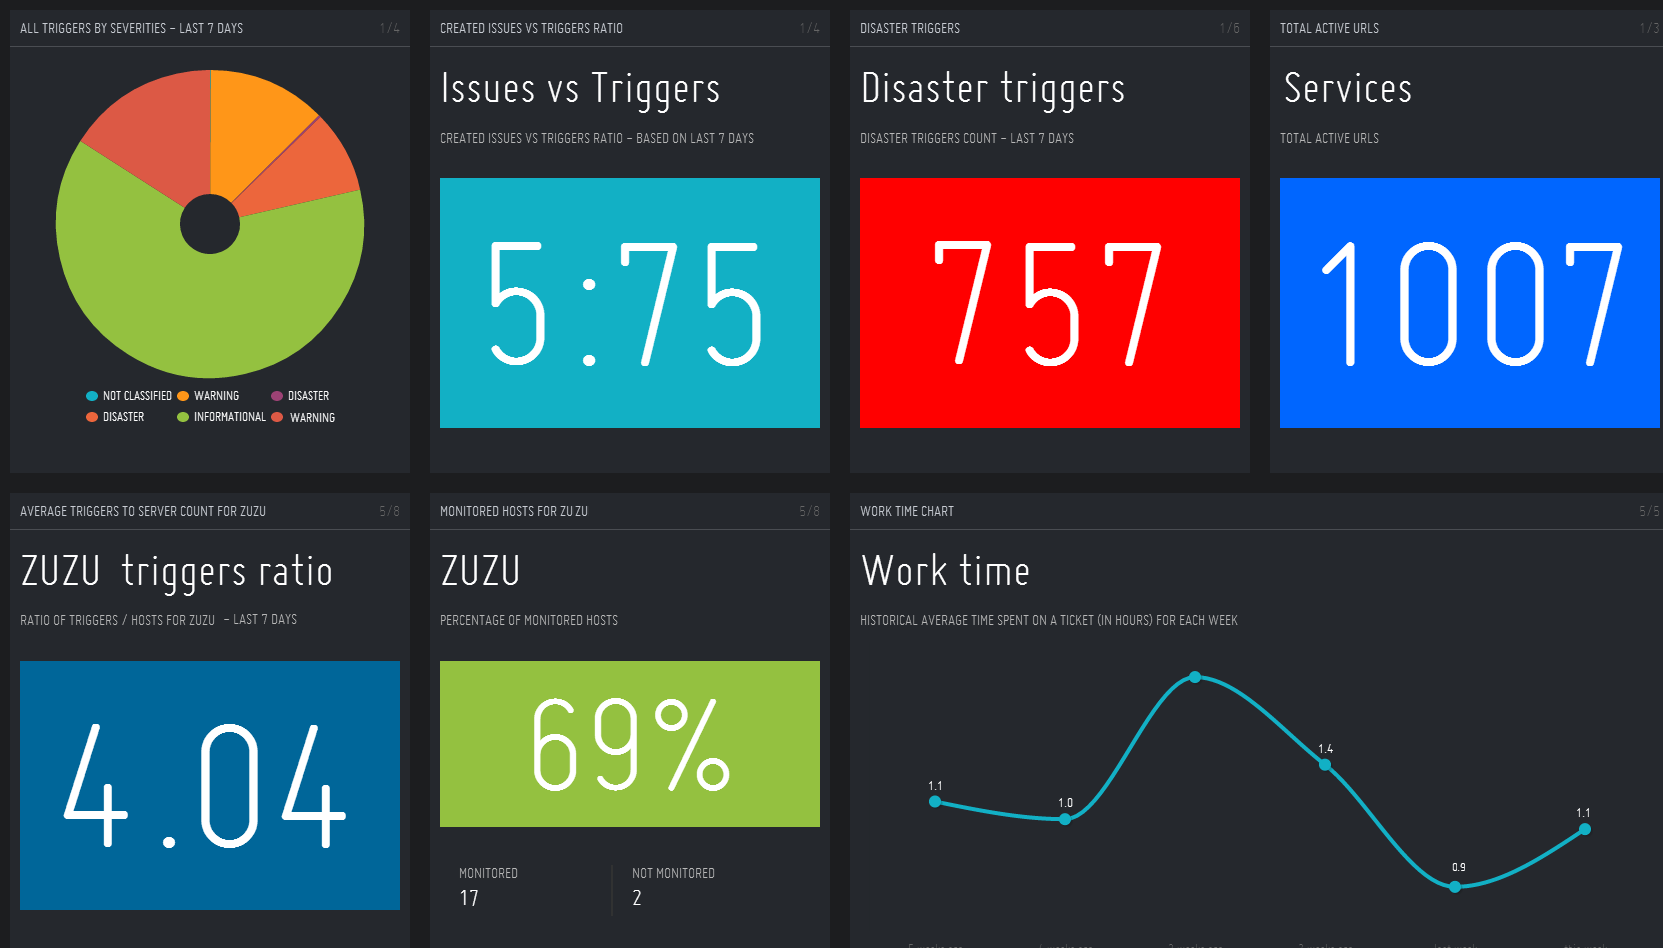 ALL TRIGGERS BY SEVERITIES - LAST 7 DAYS 1/4
NOT CLASSIFIED WARNING DISASTER
DISASTER INFORMATIONAL WARNING
CREATED ISSUES VS TRIGGERS RATIO 1/4
Issues vs Triggers
CREATED ISSUES VS TRIGGERS RATIO - BASED ON LAST 7 DAYS
5:75
DISASTER TRIGGERS 1/6
Disaster triggers
DISASTER TRIGGERS COUNT - LAST 7 DAYS
757
TOTAL ACTIVE URLS 1/3
Services
TOTAL ACTIVE URLS
1007
AVERAGE TRIGGERS TO SERVER COUNT FOR ZUZU 5/8
ZUZU triggers ratio
RATIO OF TRIGGERS / HOSTS FOR ZUZU - LAST 7 DAYS
4.04
MONITORED HOSTS FOR ZUZU 5/8
ZUZU
PERCENTAGE OF MONITORED HOSTS
69%
MONITORED NOT MONITORED
17 2
WORK TIME CHART 5/5
Work time
HISTORICAL AVERAGE TIME SPENT ON A TICKET (IN HOURS) FOR EACH WEEK
1.4
1.1
1.0
1.1
0.9